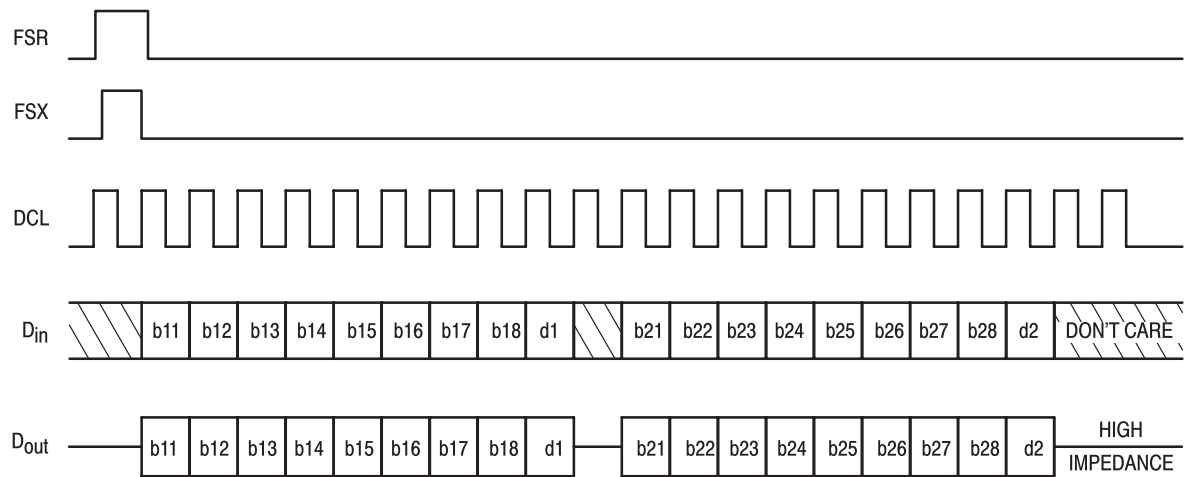 FSR
FSX
DCL
Din b11 b12 b13 b14 b15 b16 b17 b18 d1 b21 b22 b23 b24 b25 b26 b27 b28 d2 DON'T CARE
Dout b11 b12 b13 b14 b15 b16 b17 b18 d1 b21 b22 b23 b24 b25 b26 b27 b28 d2 HIGH
IMPEDANCE